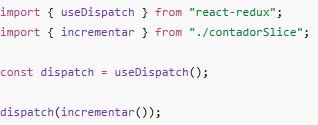 import { useDispatch } from "react-redux";
import { incrementar } from "./contadorSlice";
const dispatch = useDispatch();
dispatch(incrementar());